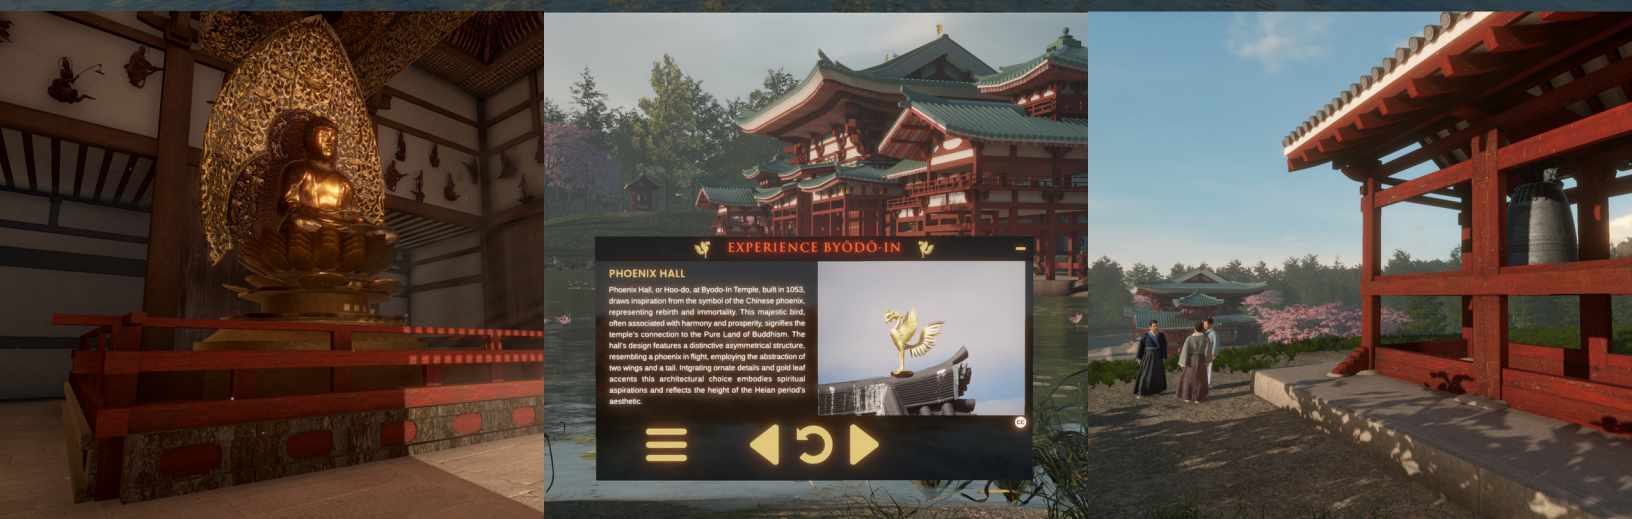 EXPERIENCE BYŌDŌ-IN
PHOENIX HALL
Phoenix Hall, or Hoo-do, at Byodo-In Temple, built in 1053,
draws inspiration from the symbol of the Chinese phoenix,
representing rebirth and immortality. This majestic bird,
often associated with harmony and prosperity, signifies the
temple's connection to the Pure Land of Buddhism. The
hall's design features a distinctive asymmetrical structure,
resembling a phoenix in flight, employing the abstraction of
two wings and a tail. Intgrating ornate details and gold leaf
accents this architectural choice embodies spiritual
aspirations and reflects the height of the Heian period's
aesthetic.
CC